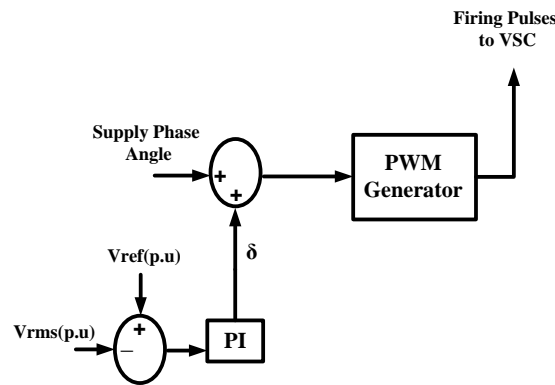 Firing Pulses
to VSC
Supply Phase
Angle
+
+
PWM
Generator
Vref(p.u)
δ
+
Vrms(p.u)
−
PI